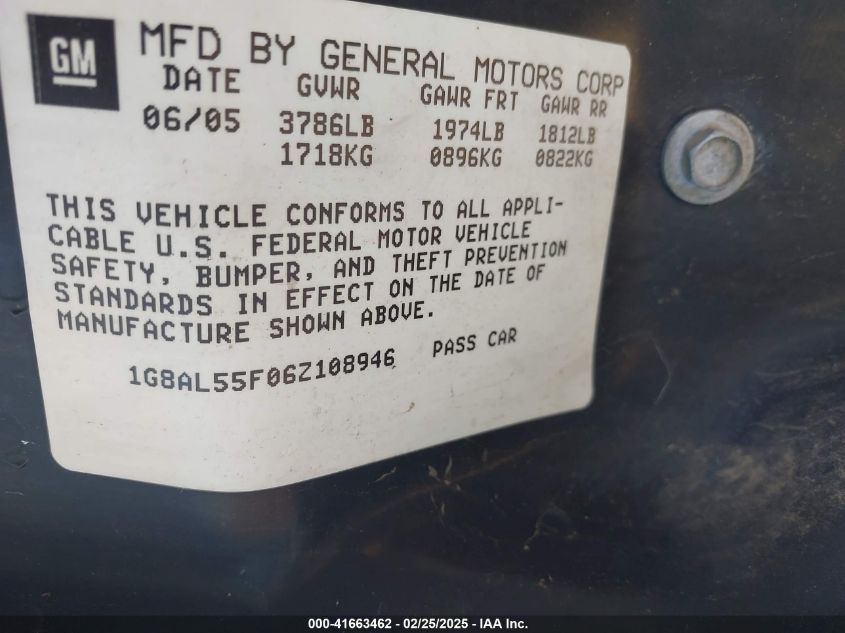 GM
MFD BY GENERAL MOTORS CORP
DATE GVWR GAWR FRT GAWR RR
06/05 3786LB 1974LB 1812LB
1718KG 0896KG 0822KG
THIS VEHICLE CONFORMS TO ALL APPLI-
CABLE U.S. FEDERAL MOTOR VEHICLE
SAFETY, BUMPER, AND THEFT PREVENTION
STANDARDS IN EFFECT ON THE DATE OF
MANUFACTURE SHOWN ABOVE.
1G8AL55F06Z108946 PASS CAR
000-41663462 - 02/25/2025 - IAA Inc.